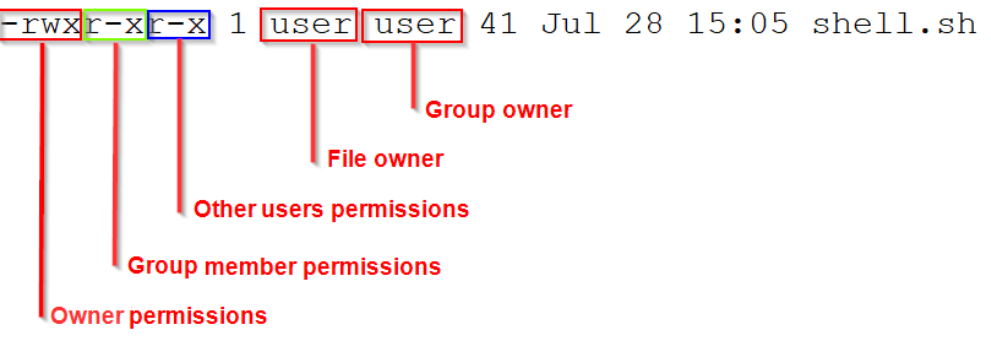 -rwxr-xr-x 1 user user 41 Jul 28 15:05 shell.sh
Group owner
File owner
Other users permissions
Group member permissions
Owner permissions